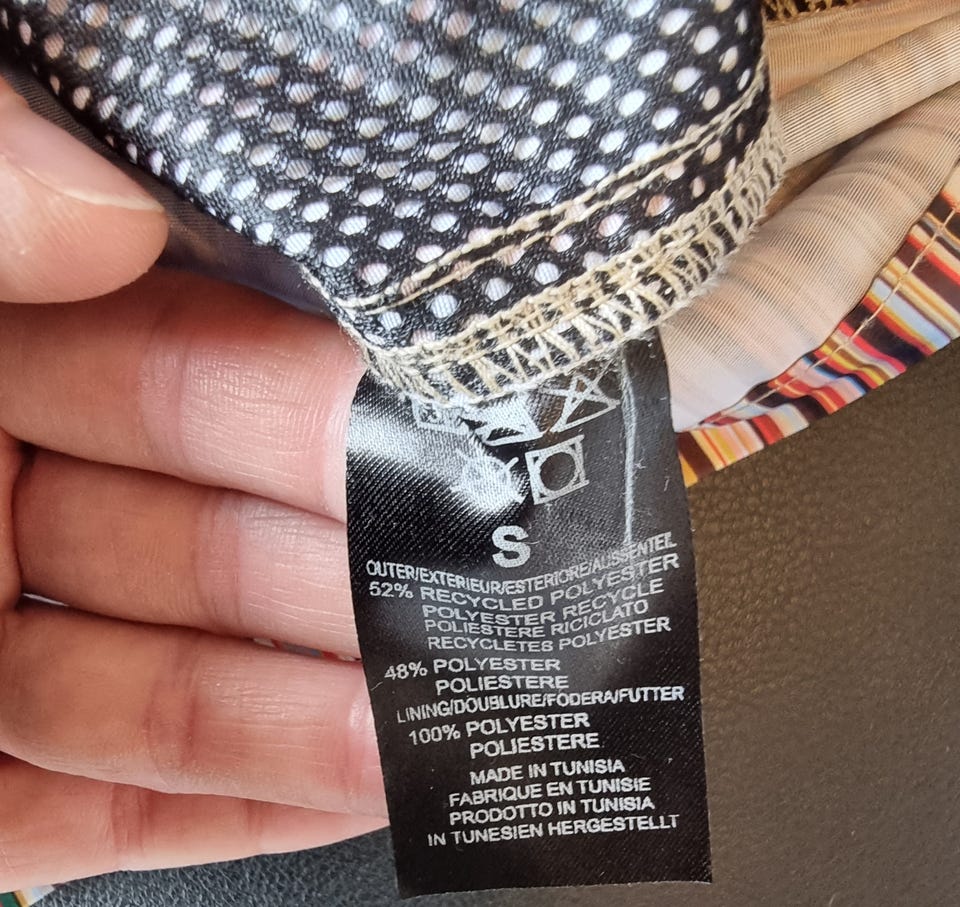 S
OUTER/EXTERIEUR/ESTERIORE/AUSSENTEIL
52% RECYCLED POLYESTER
POLYESTER RECYCLE
POLIESTERE RICICLATO
RECYCLETES POLYESTER
48% POLYESTER
POLIESTERE
LINING/DOUBLURE/FODERA/FUTTER
100% POLYESTER
POLIESTERE
MADE IN TUNISIA
FABRIQUE EN TUNISIE
PRODOTTO IN TUNISIA
IN TUNESIEN HERGESTELLT